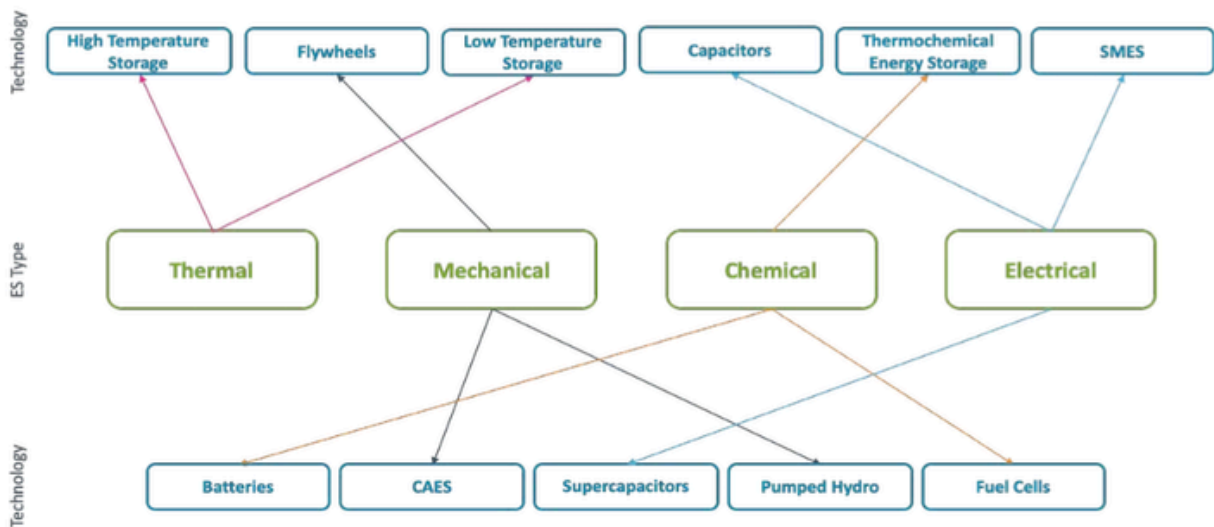 Technology
High Temperature
Storage
Flywheels
Low Temperature
Storage
Capacitors
Thermochemical
Energy Storage
SMES
ES Type
Thermal
Mechanical
Chemical
Electrical
Technology
Batteries
CAES
Supercapacitors
Pumped Hydro
Fuel Cells